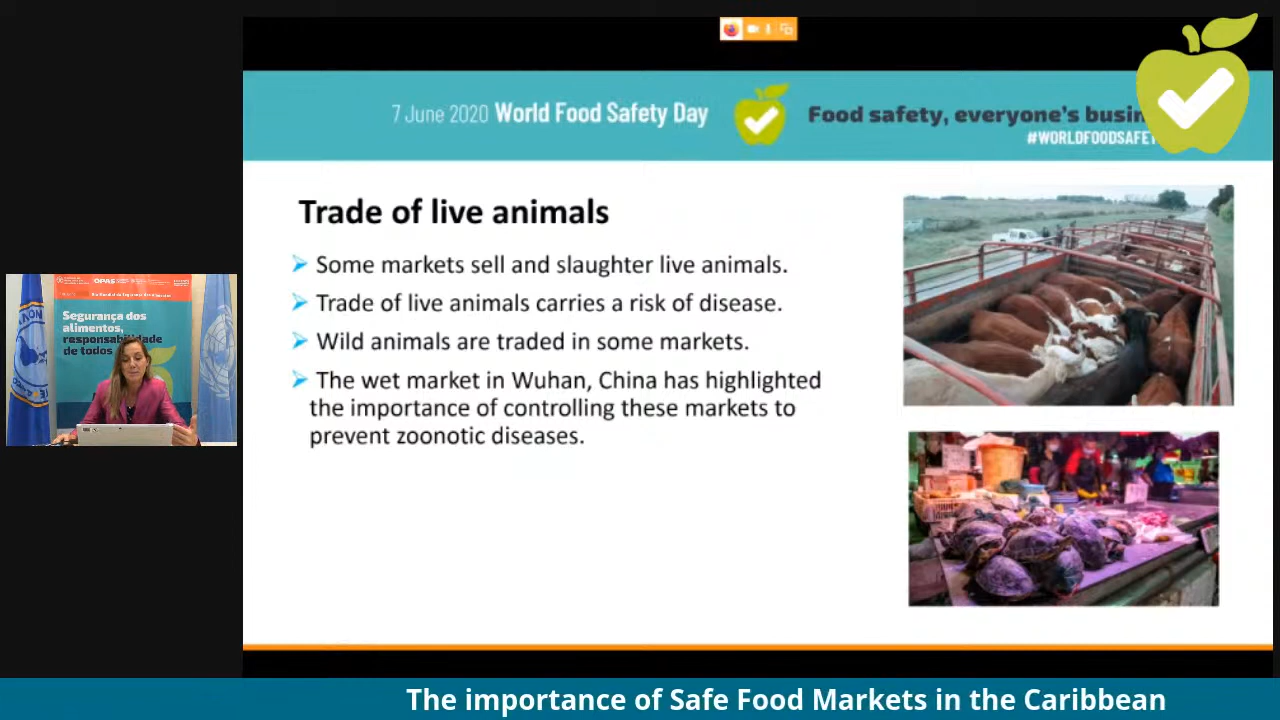 7 June 2020 World Food Safety Day
Food safety, everyone's busin
#WORLDFOODSAFET
Trade of live animals
Some markets sell and slaughter live animals.
Trade of live animals carries a risk of disease.
Wild animals are traded in some markets.
The wet market in Wuhan, China has highlighted
the importance of controlling these markets to
prevent zoonotic diseases.
OPAS
Segurança dos
alimentos,
responsabilidade
de todos
The importance of Safe Food Markets in the Caribbean